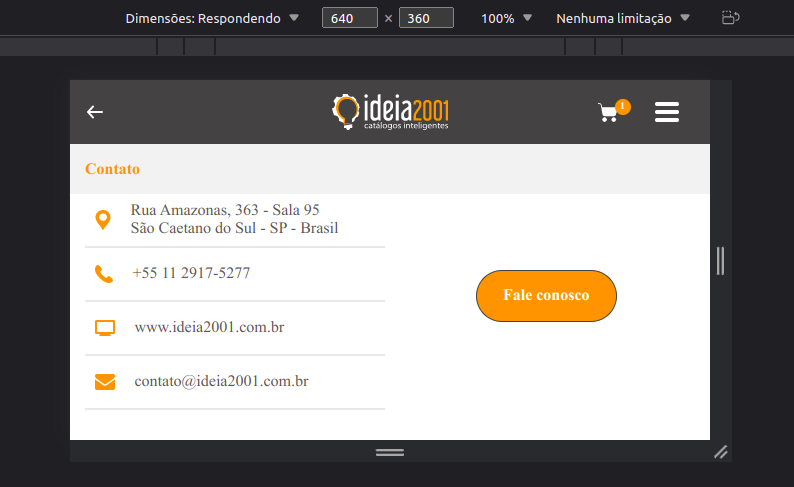 Dimensões: Respondendo 640 × 360 100% Nenhuma limitação
ideia2001 1
catálogos inteligentes
Contato
Rua Amazonas, 363 - Sala 95
São Caetano do Sul - SP - Brasil
+55 11 2917-5277
Fale conosco
www.ideia2001.com.br
contato@ideia2001.com.br